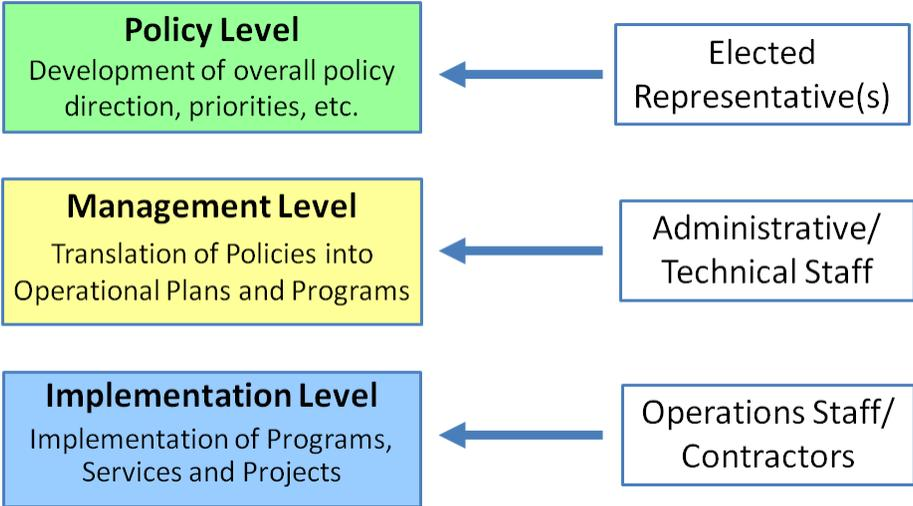 Policy Level
Development of overall policy
direction, priorities, etc.
Elected
Representative(s)
Management Level
Translation of Policies into
Operational Plans and Programs
Administrative/
Technical Staff
Implementation Level
Implementation of Programs,
Services and Projects
Operations Staff/
Contractors